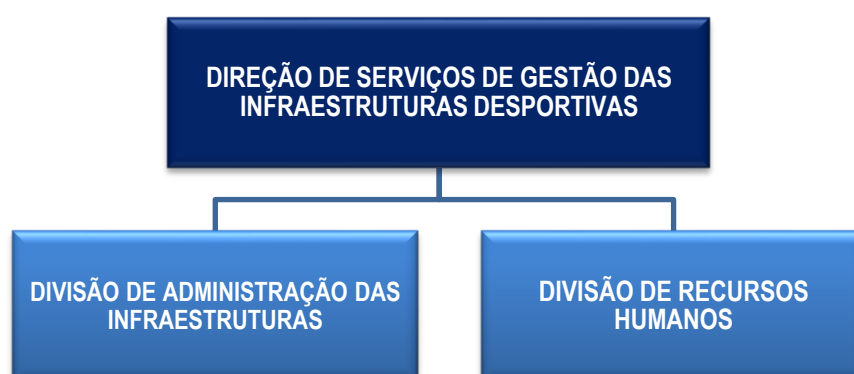 DIREÇÃO DE SERVIÇOS DE GESTÃO DAS
INFRAESTRUTURAS DESPORTIVAS
DIVISÃO DE ADMINISTRAÇÃO DAS
INFRAESTRUTURAS
DIVISÃO DE RECURSOS
HUMANOS